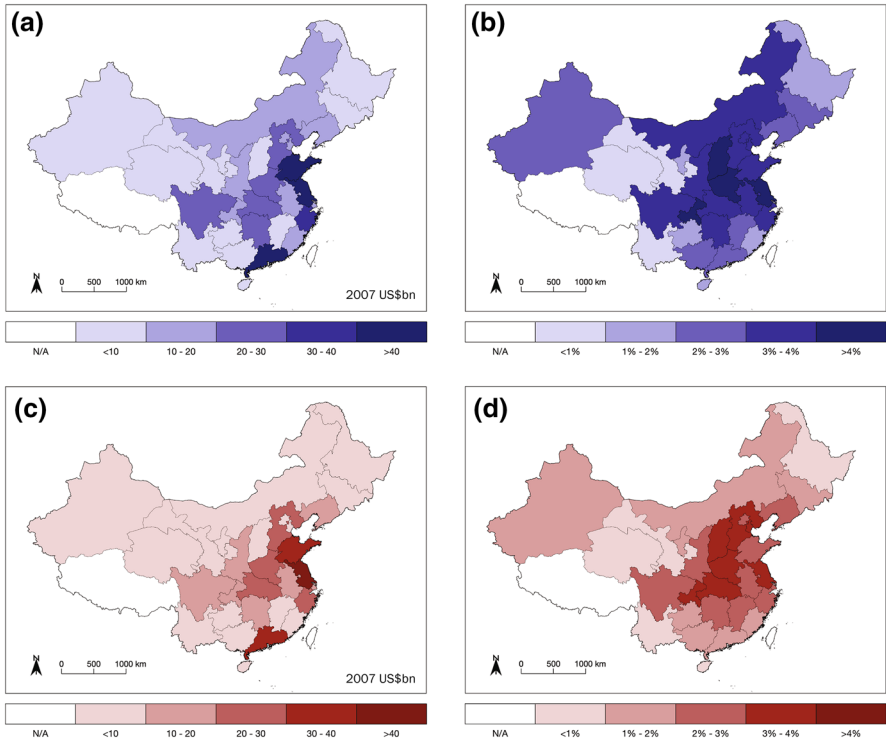 (a)
N
0 500 1000 km
2007 US$bn
N/A <10 10 - 20 20 - 30 30 - 40 >40
(b)
N
0 500 1000 km
N/A <1% 1% - 2% 2% - 3% 3% - 4% >4%
(c)
N
0 500 1000 km
2007 US$bn
N/A <10 10 - 20 20 - 30 30 - 40 >40
(d)
N
0 500 1000 km
N/A <1% 1% - 2% 2% - 3% 3% - 4% >4%